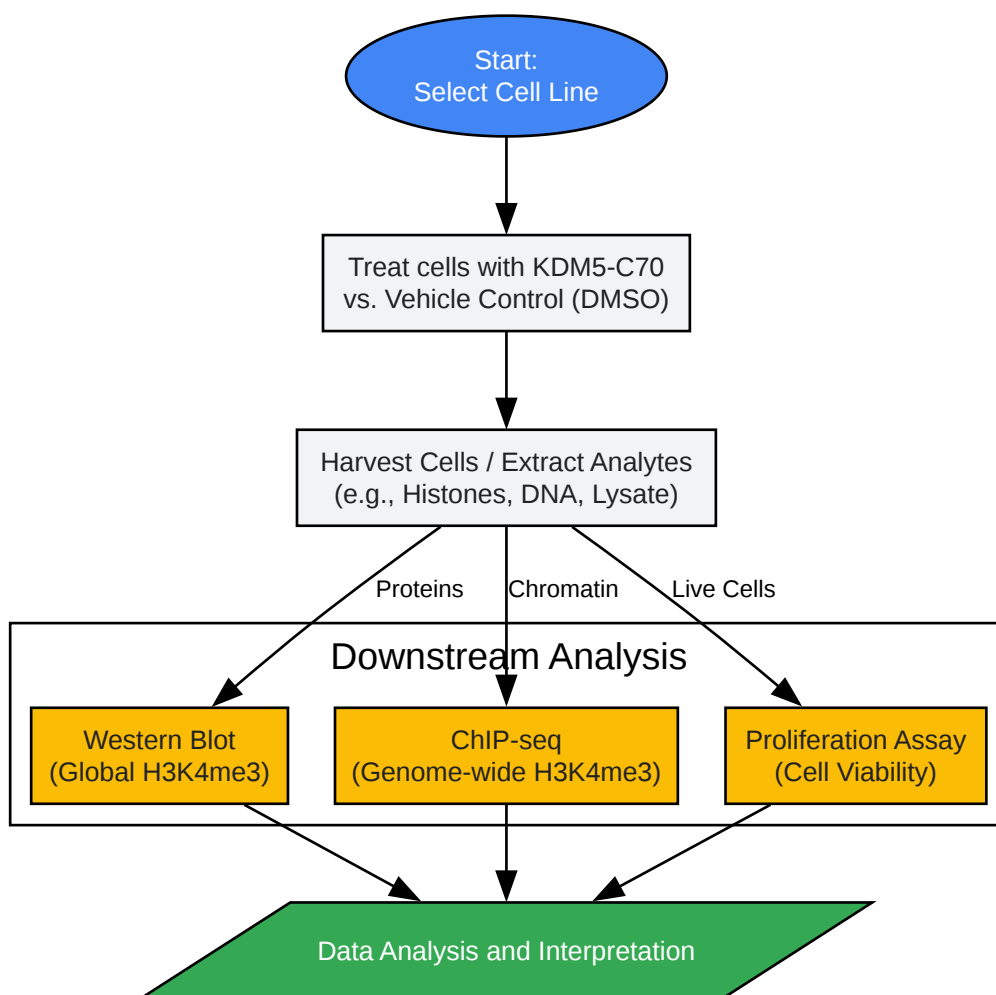 Start:
Select Cell Line
Treat cells with KDM5-C70
vs. Vehicle Control (DMSO)
Harvest Cells / Extract Analytes
(e.g., Histones, DNA, Lysate)
Proteins
Chromatin
Live Cells
Downstream Analysis
Western Blot
(Global H3K4me3)
ChIP-seq
(Genome-wide H3K4me3)
Proliferation Assay
(Cell Viability)
Data Analysis and Interpretation